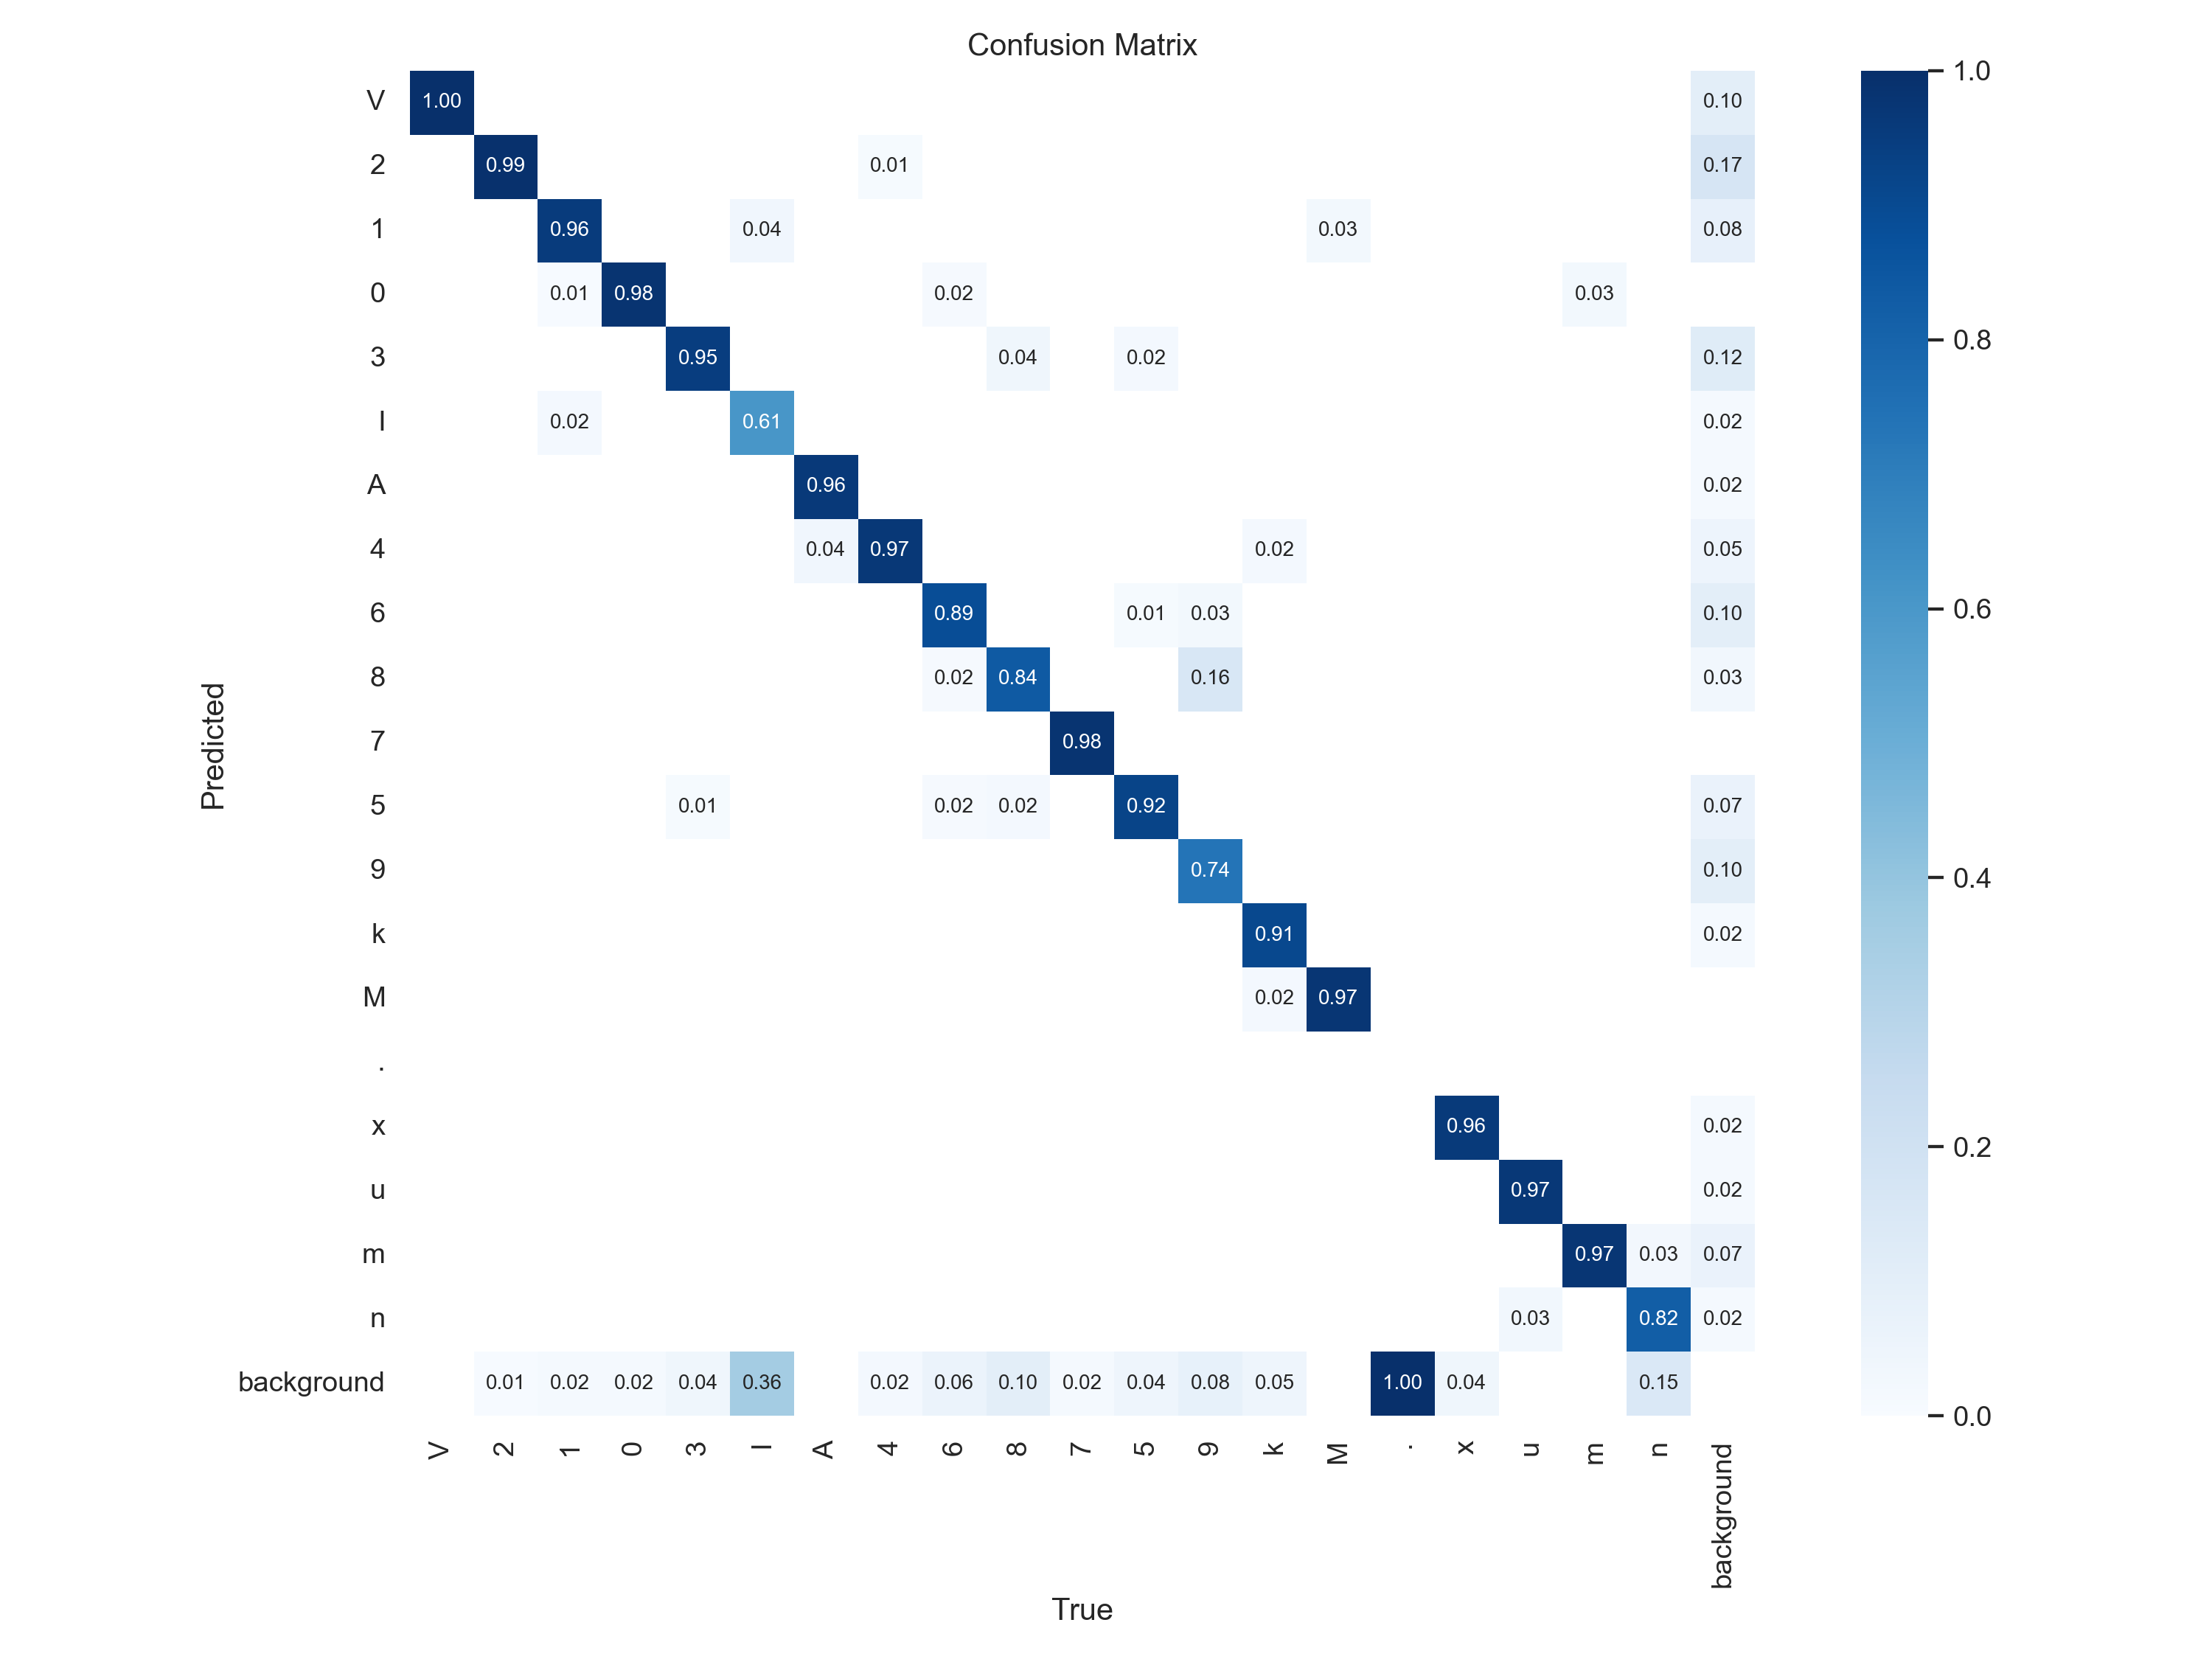 Confusion Matrix
V 1.00 0.10 1.0
2 0.99 0.01 0.17
1 0.96 0.04 0.03 0.08
0 0.01 0.98 0.02 0.03
3 0.95 0.04 0.02 0.12 0.8
I 0.02 0.61 0.02
A 0.96 0.02
4 0.04 0.97 0.02 0.05
6 0.89 0.01 0.03 0.10 0.6
8 0.02 0.84 0.16 0.03
Predicted
7 0.98
5 0.01 0.02 0.02 0.92 0.07
9 0.74 0.10 0.4
k 0.91 0.02
M 0.02 0.97
.
x 0.96 0.02 0.2
u 0.97 0.02
m 0.97 0.03 0.07
n 0.03 0.82 0.02
background 0.01 0.02 0.02 0.04 0.36 0.02 0.06 0.10 0.02 0.04 0.08 0.05 1.00 0.04 0.15 0.0
V 2 1 0 3 I A 4 6 8 7 5 9 k M . x u m n background
True